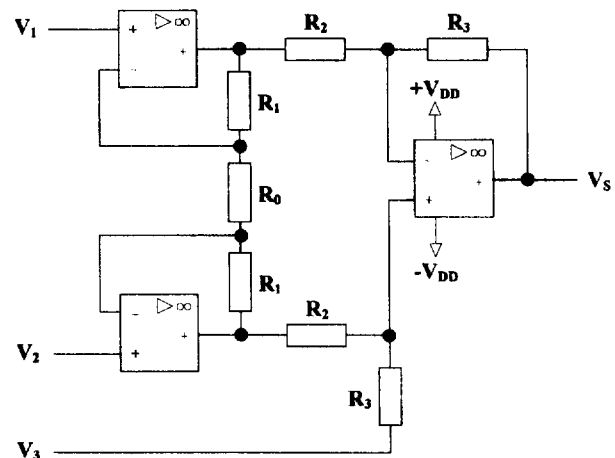 V₁
+
▷∞
-
+
R₂
R₃
R₁
+V_DD
▷∞
-
+
+
V_S
R₀
-V_DD
R₁
▷∞
-
+
+
R₂
V₂
R₃
V₃